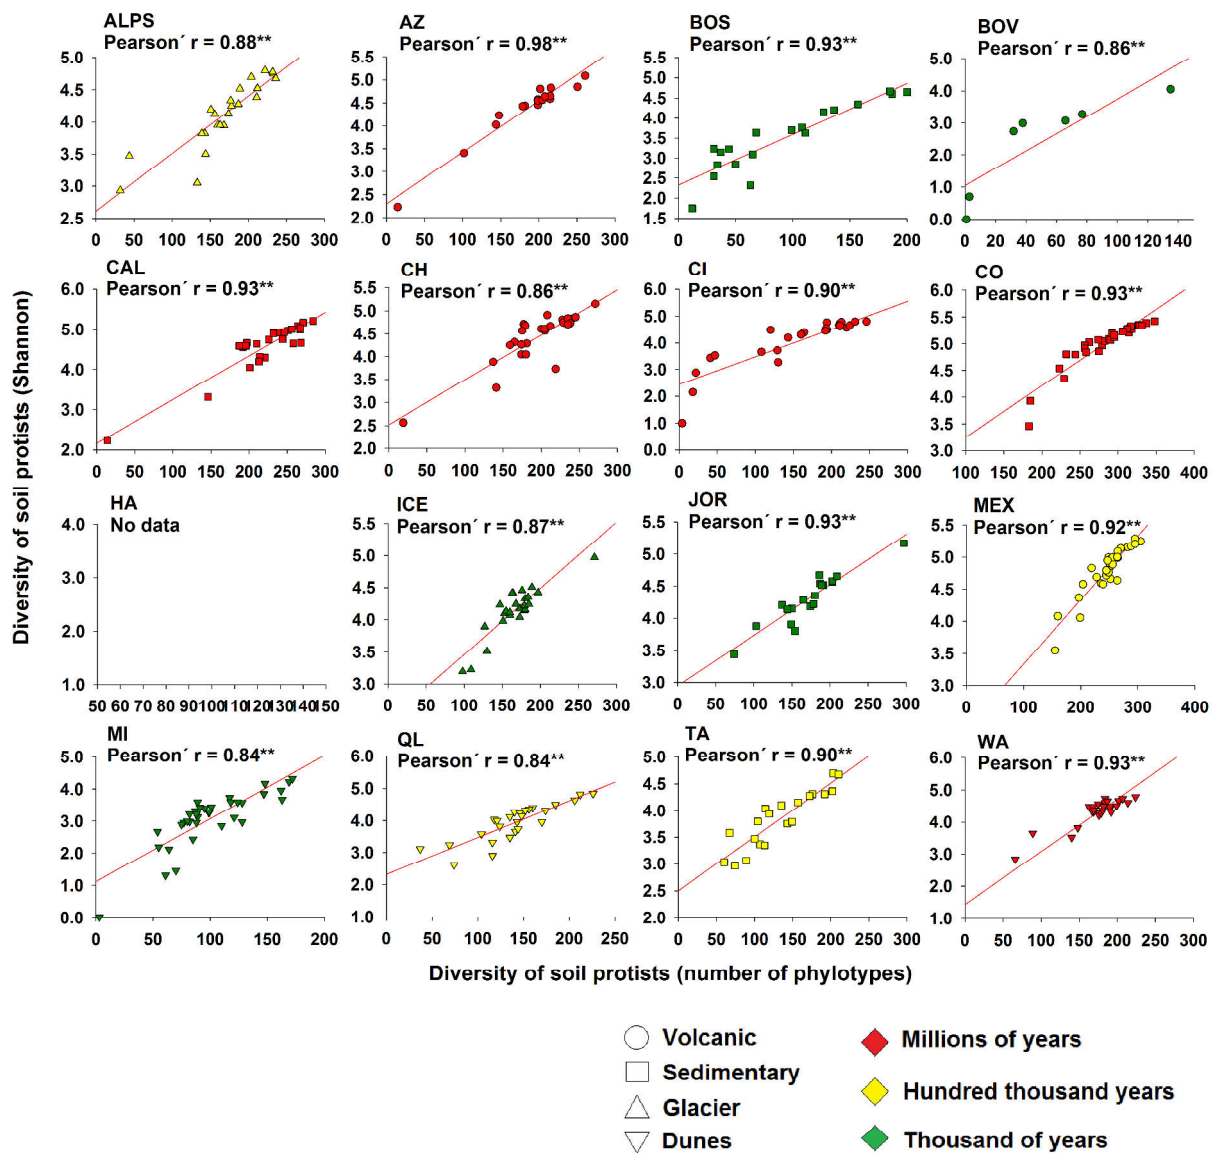 ALPS
Pearson´ r = 0.88**
AZ
Pearson´ r = 0.98**
BOS
Pearson´ r = 0.93**
BOV
Pearson´ r = 0.86**
5.0
4.5
4.0
3.5
3.0
2.5
0 50 100 150 200 250 300
5.5
5.0
4.5
4.0
3.5
3.0
2.5
2.0
0 50 100 150 200 250 300
5.5
5.0
4.5
4.0
3.5
3.0
2.5
2.0
1.5
0 50 100 150 200
5.0
4.0
3.0
2.0
1.0
0.0
0 20 40 60 80 100 120 140
CAL
Pearson´ r = 0.93**
CH
Pearson´ r = 0.86**
CI
Pearson´ r = 0.90**
CO
Pearson´ r = 0.93**
6.0
5.0
4.0
3.0
2.0
0 50 100 150 200 250 300
5.5
5.0
4.5
4.0
3.5
3.0
2.5
2.0
0 50 100 150 200 250 300
6.0
5.0
4.0
3.0
2.0
1.0
0.0
0 50 100 150 200 250 300
6.0
5.5
5.0
4.5
4.0
3.5
3.0
100 150 200 250 300 350 400
Diversity of soil protists (Shannon)
HA
No data
ICE
Pearson´ r = 0.87**
JOR
Pearson´ r = 0.93**
MEX
Pearson´ r = 0.92**
4.0
3.0
2.0
1.0
50 60 70 80 90 100 110 120 130 140 150
5.5
5.0
4.5
4.0
3.5
3.0
0 50 100 150 200 250 300
5.5
5.0
4.5
4.0
3.5
3.0
0 50 100 150 200 250 300
5.5
5.0
4.5
4.0
3.5
3.0
0 100 200 300 400
MI
Pearson´ r = 0.84**
QL
Pearson´ r = 0.84**
TA
Pearson´ r = 0.90**
WA
Pearson´ r = 0.93**
5.0
4.0
3.0
2.0
1.0
0.0
0 50 100 150 200
6.0
5.0
4.0
3.0
2.0
1.0
0 50 100 150 200 250
5.0
4.5
4.0
3.5
3.0
2.5
2.0
0 50 100 150 200 250 300
6.0
5.0
4.0
3.0
2.0
1.0
0 50 100 150 200 250 300
Diversity of soil protists (number of phylotypes)
Volcanic
Sedimentary
Glacier
Dunes
Millions of years
Hundred thousand years
Thousand of years